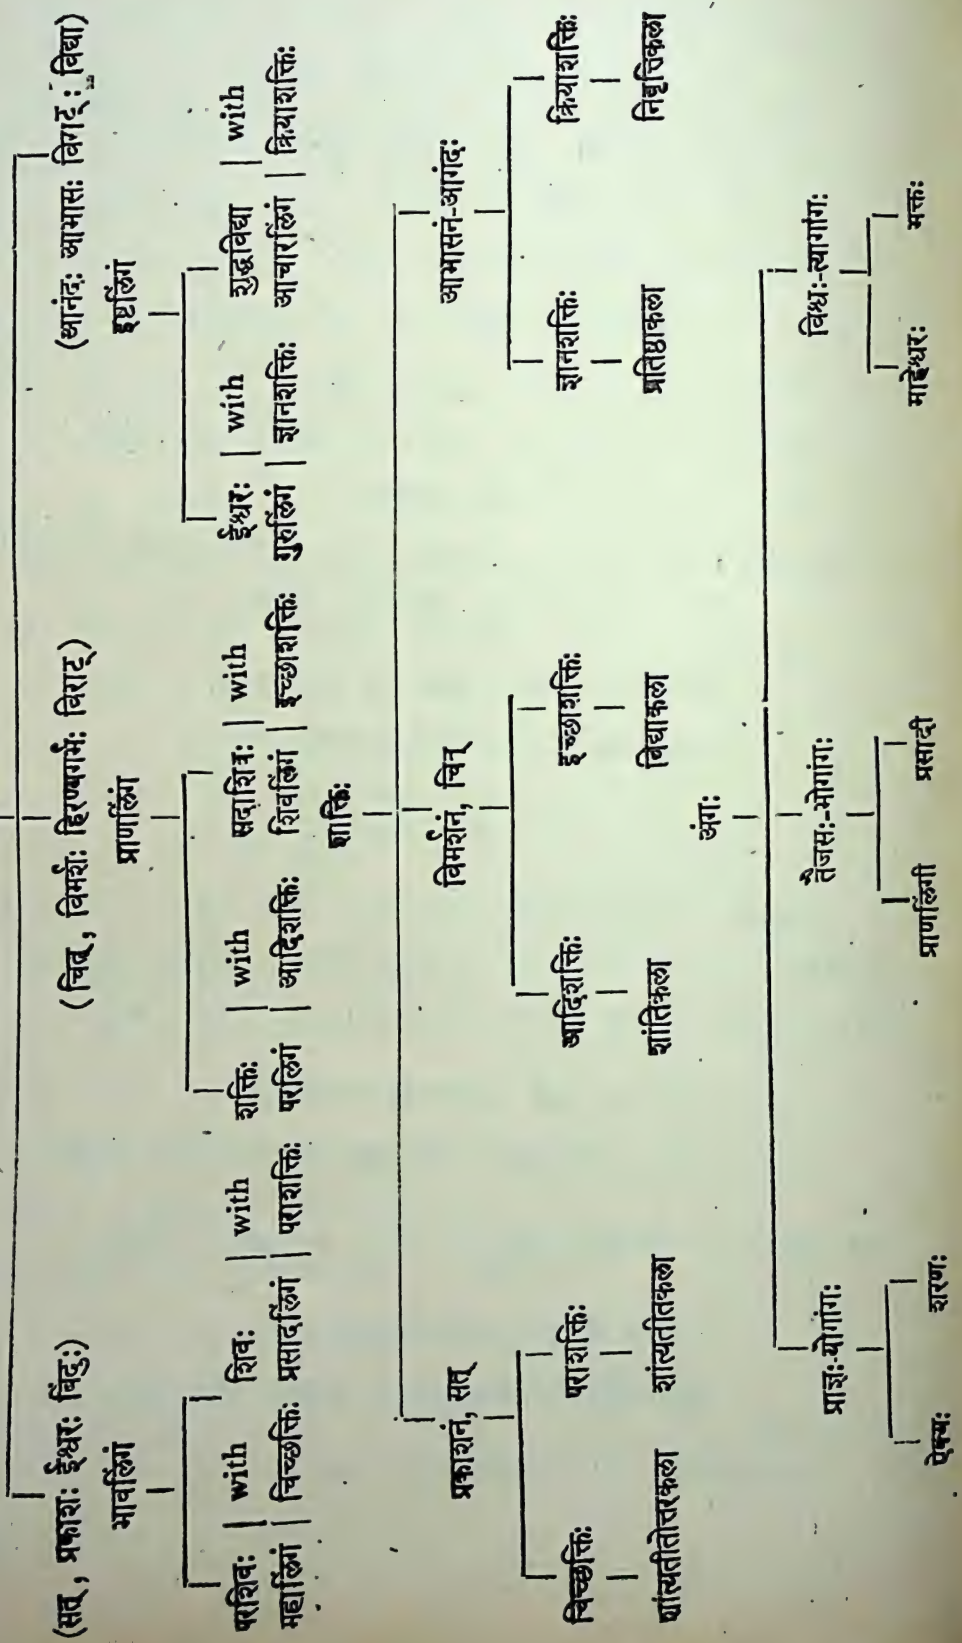 (सत्, प्रकाशः ईश्वरः बिंदुः) (चित्, विमर्शः हिरण्यगर्भः विराट्) (आनंदः आभासः विराट् : विद्या)
भावलिंगं प्राणलिंगं इष्टलिंगं
परशिवः | with शिवः | with शक्तिः | with सदाशिवः | with ईश्वरः | with शुद्धविद्या | with
महालिंगं | चिच्छक्तिः प्रसादलिंगं | पराशक्तिः परलिंगं | आदिशक्तिः शिवलिंगं | इच्छाशक्तिः गुरुलिंगं | ज्ञानशक्तिः आचारलिंगं | क्रियाशक्तिः
शक्तिः
प्रकाशनं, सत् विमर्शनं, चित् आभासनं-आनंदः
चिच्छक्तिः पराशक्तिः आदिशक्तिः इच्छाशक्तिः ज्ञानशक्तिः क्रियाशक्तिः
शांत्यतीतोत्तरकला शांत्यतीतकला शांतिकला विद्याकला प्रतिष्ठाकला निवृत्तिकला
अंगः
प्राज्ञः-योगांगः तैजसः-भोगांगः विश्वः-त्यागांगः
ऐक्यः शरणः प्राणलिंगी प्रसादी माहेश्वरः भक्तः